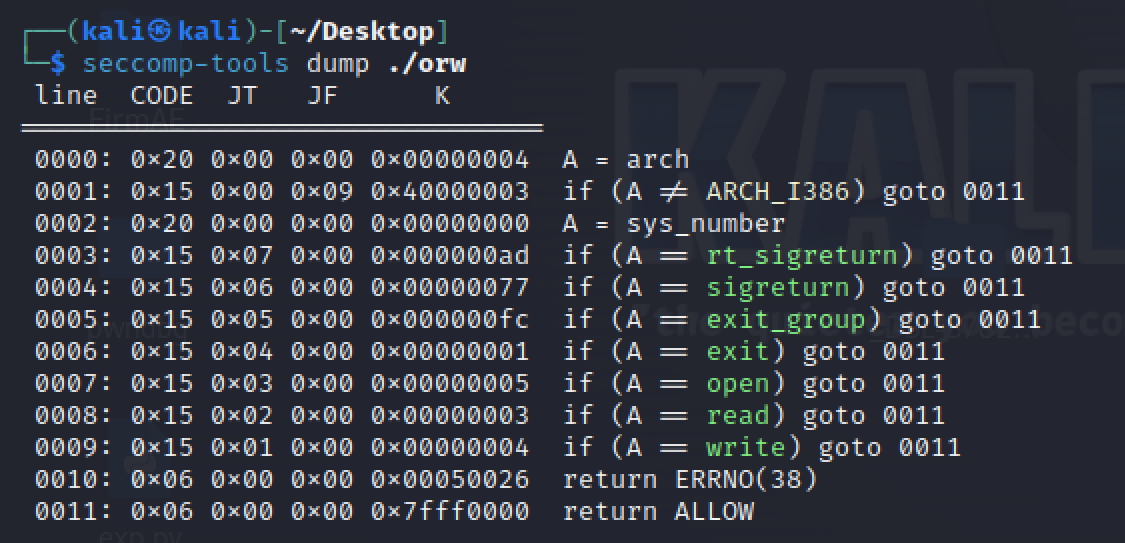 ┌──(kali㉿kali)-[~/Desktop]
└─$ seccomp-tools dump ./orw
line CODE JT JF K
═════════════════════════════════
0000: 0x20 0x00 0x00 0x00000004 A = arch
0001: 0x15 0x00 0x09 0x40000003 if (A != ARCH_I386) goto 0011
0002: 0x20 0x00 0x00 0x00000000 A = sys_number
0003: 0x15 0x07 0x00 0x000000ad if (A == rt_sigreturn) goto 0011
0004: 0x15 0x06 0x00 0x00000077 if (A == sigreturn) goto 0011
0005: 0x15 0x05 0x00 0x000000fc if (A == exit_group) goto 0011
0006: 0x15 0x04 0x00 0x00000001 if (A == exit) goto 0011
0007: 0x15 0x03 0x00 0x00000005 if (A == open) goto 0011
0008: 0x15 0x02 0x00 0x00000003 if (A == read) goto 0011
0009: 0x15 0x01 0x00 0x00000004 if (A == write) goto 0011
0010: 0x06 0x00 0x00 0x00050026 return ERRNO(38)
0011: 0x06 0x00 0x00 0x7fff0000 return ALLOW
FirmAE
KALI
exp.py